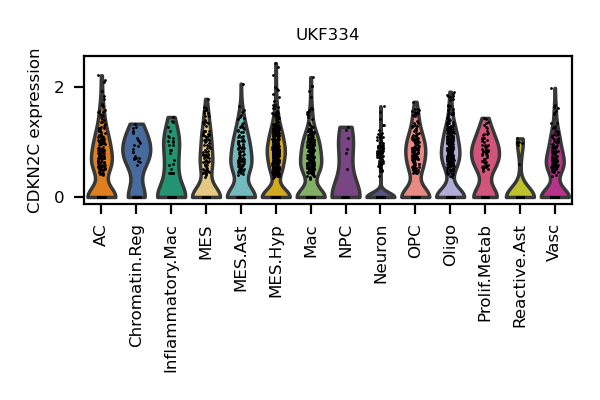 UKF334
CDKN2C expression
2
0
AC
Chromatin.Reg
Inflammatory.Mac
MES
MES.Ast
MES.Hyp
Mac
NPC
Neuron
OPC
Oligo
Prolif.Metab
Reactive.Ast
Vasc